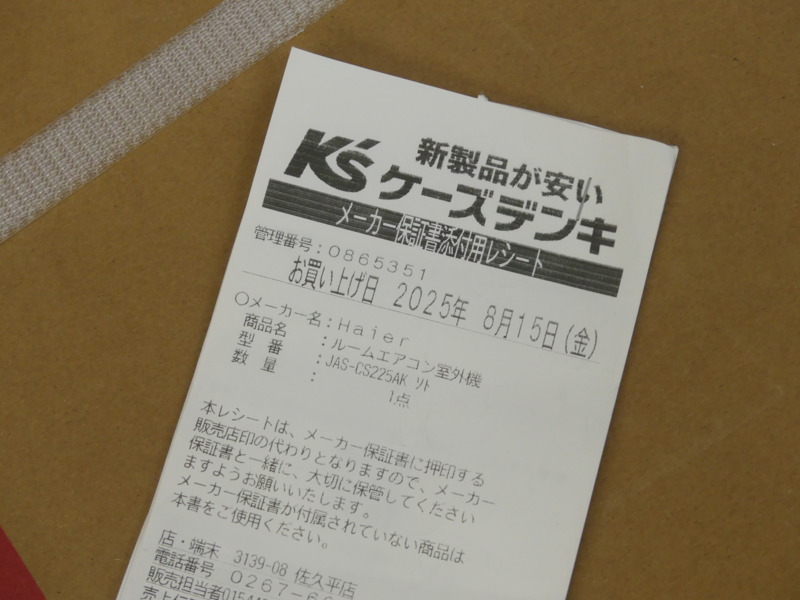 K's 新製品が安い
ケーズデンキ
メーカー保証書添付用レシート
管理番号:0865351
お買い上げ日 2025年 8月15日(金)
○メーカー名:Haier
商品名 :ルームエアコン室外機
型 番 :JAS-CS225AK ﾘﾄ
数 量 : 1点
本レシートは、メーカー保証書に押印する
販売店印の代わりとなりますので、メーカー
保証書と一緒に、大切に保管してください
ますようお願いいたします。
メーカー保証書が付属されていない商品は
本書をご使用ください。
店・端末 3139-08 佐久平店
電話番号 0267-6
販売担当者01544